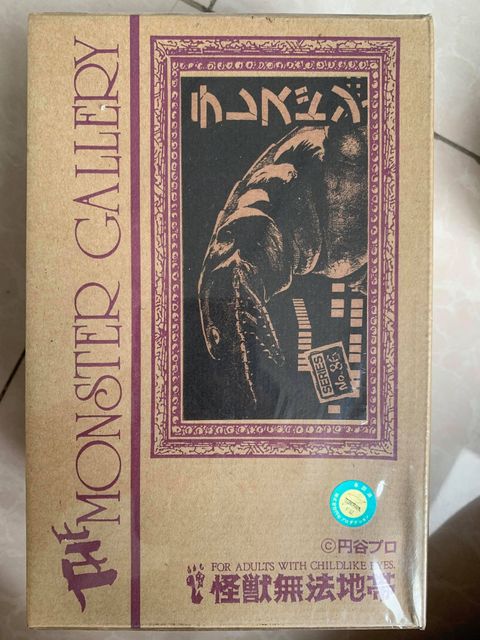 THE MONSTER GALLERY
テレスドン
SERIES
No.86
©円谷プロ
FOR ADULTS WITH CHILDLIKE EYES.
怪獣無法地帯